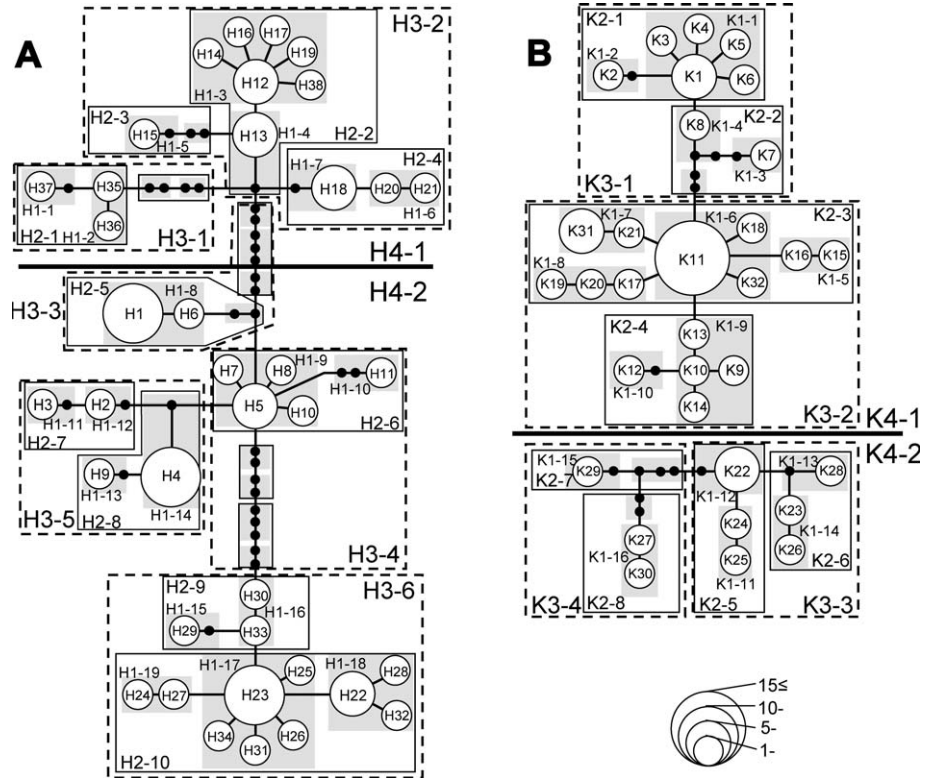 A
H3-2
H16
H17
H14
H19
H12
H38
H1-3
H2-3
H15
H1-5
H13
H1-4
H2-2
H1-7
H2-4
H18
H20
H21
H1-6
H37
H35
H1-1
H36
H2-1
H1-2
H3-1
H4-1
H4-2
H3-3
H2-5
H1
H1-8
H6
H7
H8
H1-9
H11
H1-10
H5
H10
H2-6
H3
H2
H1-11
H1-12
H2-7
H9
H1-13
H4
H1-14
H3-5
H2-8
H3-4
H3-6
H2-9
H30
H1-15
H1-16
H29
H33
H1-17
H25
H1-18
H28
H1-19
H24
H27
H23
H22
H32
H34
H26
H31
H2-10
B
K2-1
K4
K1-1
K3
K5
K1-2
K2
K1
K6
K8
K2-2
K1-4
K7
K1-3
K3-1
K1-7
K1-6
K2-3
K31
K21
K18
K11
K16
K15
K1-8
K1-5
K19
K20
K17
K32
K2-4
K13
K1-9
K12
K10
K9
K1-10
K14
K3-2
K4-1
K4-2
K1-15
K29
K2-7
K22
K1-13
K28
K1-12
K23
K27
K24
K1-14
K1-16
K25
K26
K30
K1-11
K2-6
K3-4
K2-8
K2-5
K3-3
15≤
10-
5-
1-